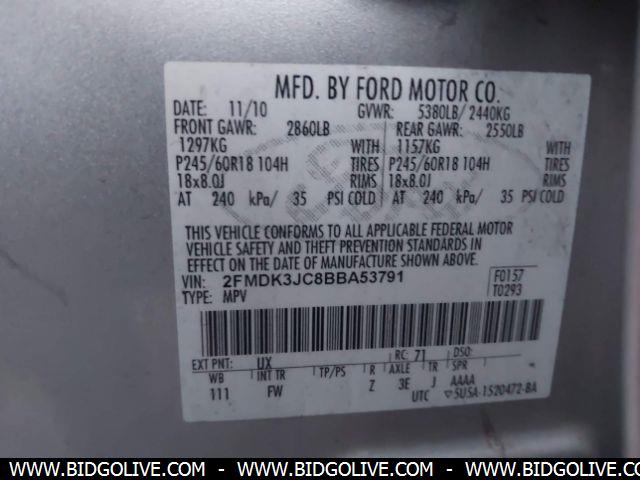 MFD. BY FORD MOTOR CO.
DATE: 11/10 GVWR: 5380LB/ 2440KG
FRONT GAWR: 2860LB REAR GAWR: 2550LB
1297KG WITH 1157KG WITH
P245/60R18 104H TIRES P245/60R18 104H TIRES
18x8.0J RIMS 18x8.0J RIMS
AT 240 kPa/ 35 PSI COLD AT 240 kPa/ 35 PSI COLD
THIS VEHICLE CONFORMS TO ALL APPLICABLE FEDERAL MOTOR
VEHICLE SAFETY AND THEFT PREVENTION STANDARDS IN
EFFECT ON THE DATE OF MANUFACTURE SHOWN ABOVE.
VIN: 2FMDK3JC8BBA53791 F0157
TYPE: MPV T0293
EXT PNT: UX RC: 71 DSO:
WB INT TR TP/PS R AXLE TR SPR
111 FW Z 3E J AAAA
UTC ▽5U5A-1520472-BA
WWW.BIDGOLIVE.COM - WWW.BIDGOLIVE.COM - WWW.BIDGOLIVE.COM